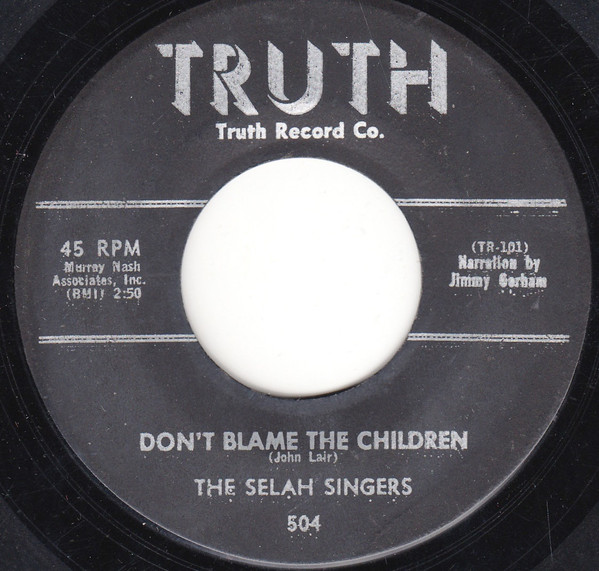 TRUTH
Truth Record Co.
45 RPM
Murray Nash
Associates, Inc.
(BMI) 2:50
(TR-101)
Narration by
Jimmy Gorham
DON'T BLAME THE CHILDREN
(John Lair)
THE SELAH SINGERS
504